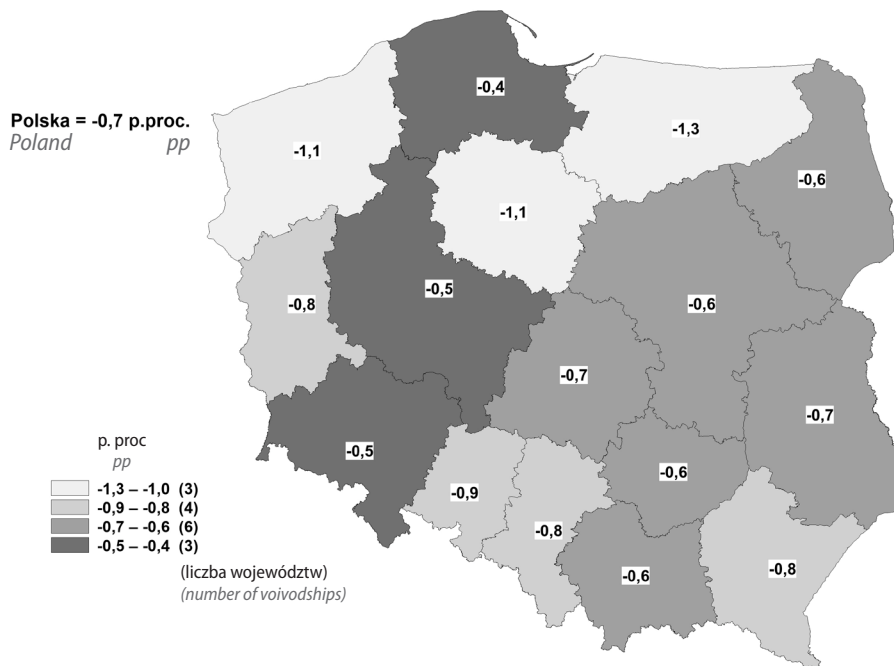 -0,4
Polska = -0,7 p.proc.
Poland pp
-1,3
-1,1
-0,6
-1,1
-0,5
-0,8
-0,6
-0,7
-0,7
p. proc
pp
-0,5
-0,6
-0,9
-1,3 – -1,0 (3)
-0,9 – -0,8 (4)
-0,7 – -0,6 (6)
-0,5 – -0,4 (3)
-0,8
-0,8
-0,6
(liczba województw)
(number of voivodships)